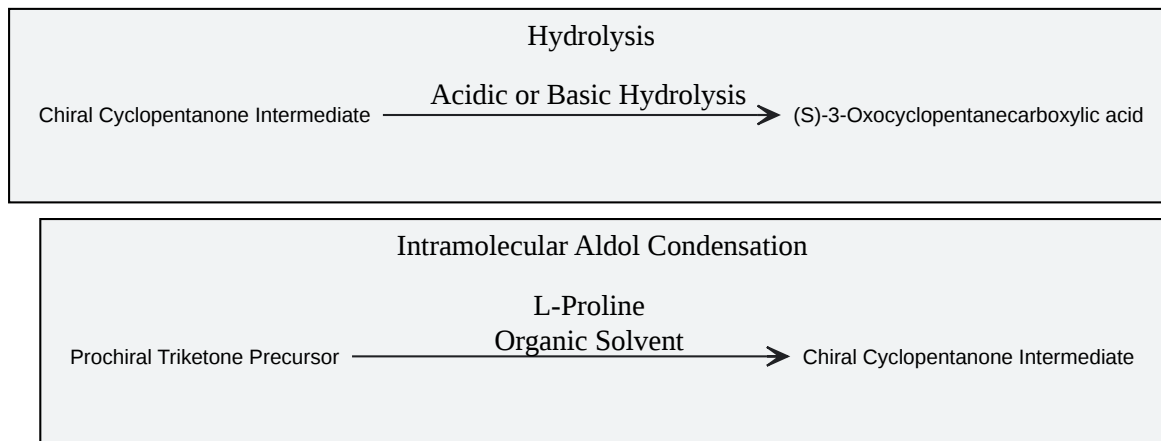 Hydrolysis
Acidic or Basic Hydrolysis
Chiral Cyclopentanone Intermediate
(S)-3-Oxocyclopentanecarboxylic acid
Intramolecular Aldol Condensation
L-Proline
Organic Solvent
Prochiral Triketone Precursor
Chiral Cyclopentanone Intermediate